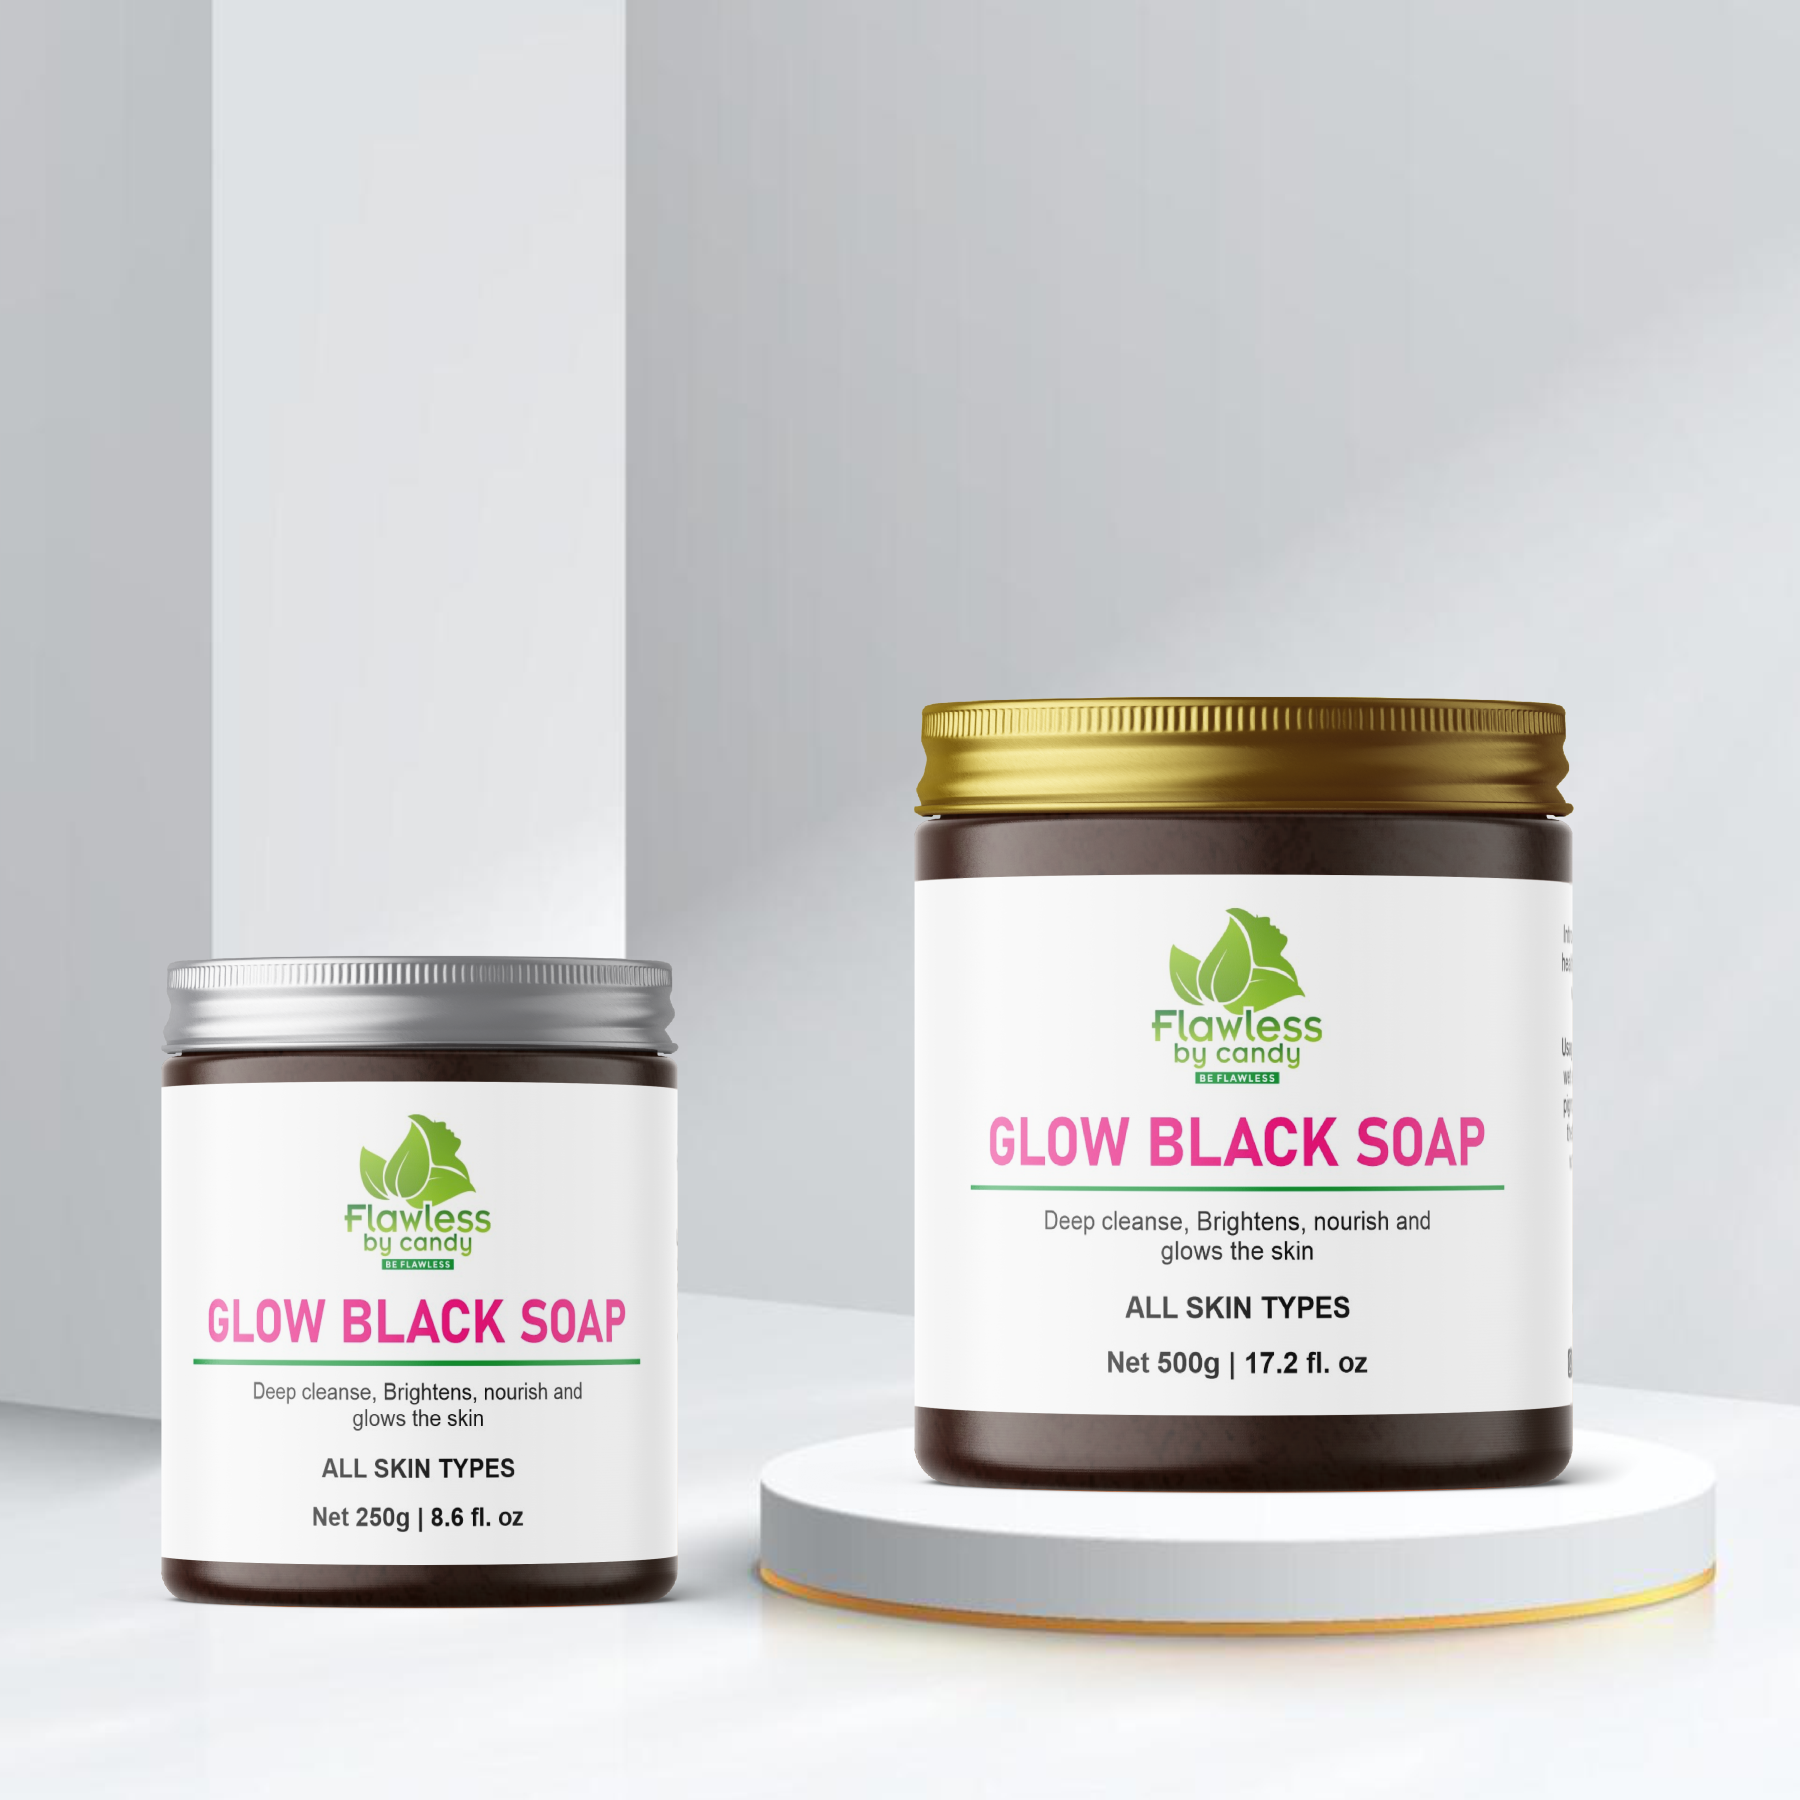 Flawless
by candy
BE FLAWLESS
GLOW BLACK SOAP
Deep cleanse, Brightens, nourish and
glows the skin
ALL SKIN TYPES
Net 250g | 8.6 fl. oz
Flawless
by candy
BE FLAWLESS
GLOW BLACK SOAP
Deep cleanse, Brightens, nourish and
glows the skin
ALL SKIN TYPES
Net 500g | 17.2 fl. oz